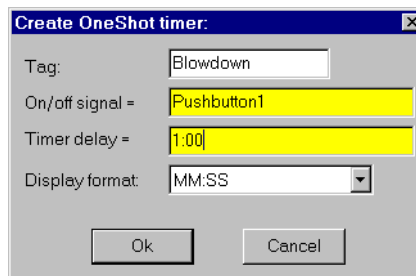 Create OneShot timer:
Tag: Blowdown
On/off signal = Pushbutton1
Timer delay = 1:00
Display format: MM:SS
Ok Cancel